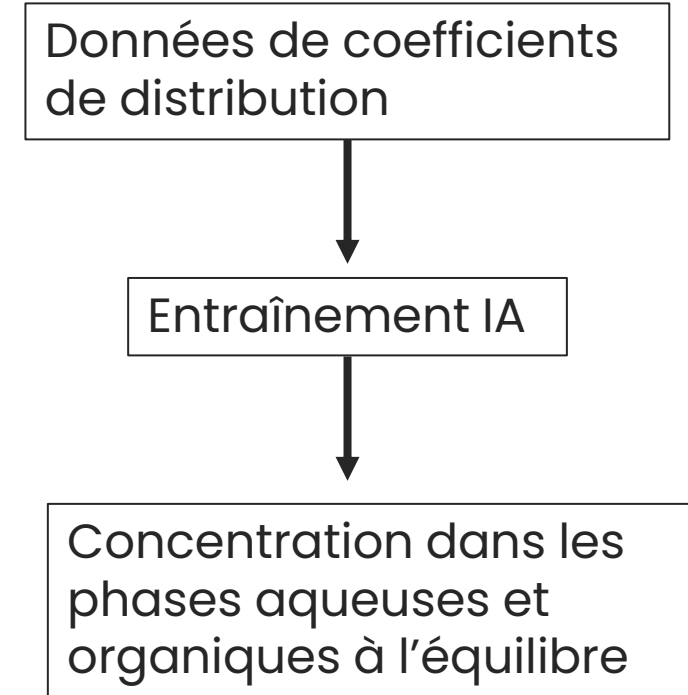 Données de coefficients
de distribution
Entraînement IA
Concentration dans les
phases aqueuses et
organiques à l'équilibre